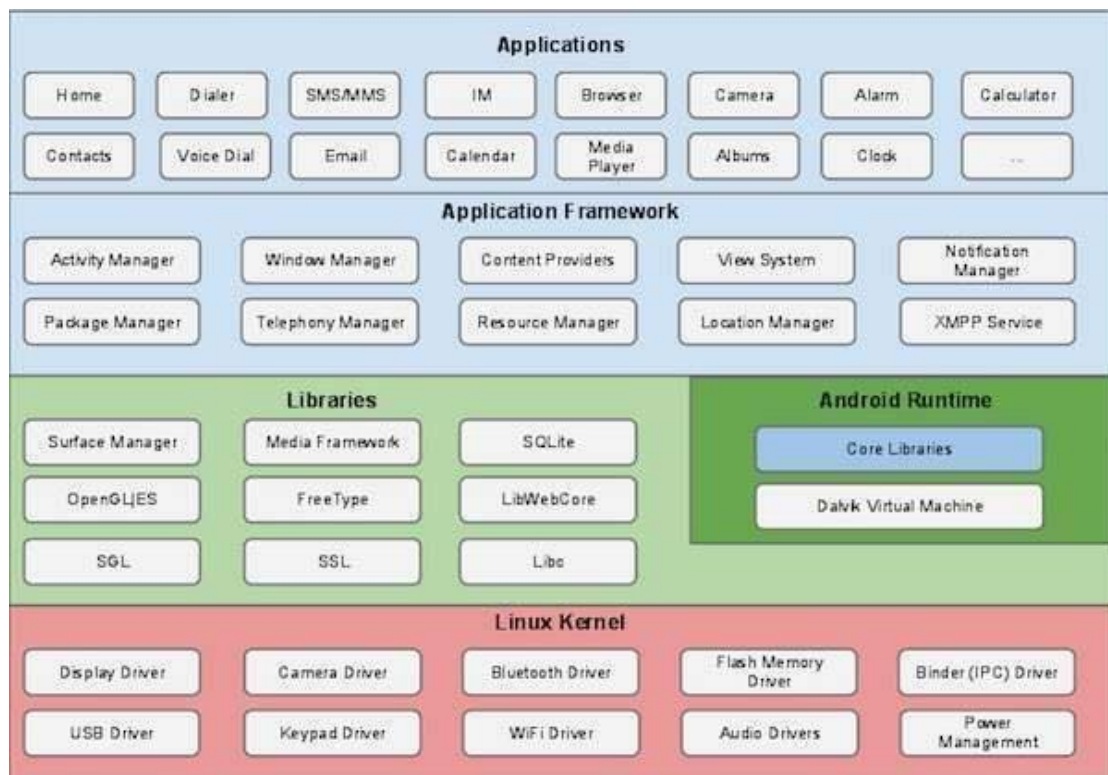 Applications
Home
Dialer
SMS/MMS
IM
Browser
Camera
Alarm
Calculator
Contacts
Voice Dial
Email
Calendar
Media
Player
Albums
Clock
...
Application Framework
Activity Manager
Window Manager
Content Providers
View System
Notification
Manager
Package Manager
Telephony Manager
Resource Manager
Location Manager
XMPP Service
Libraries
Surface Manager
Media Framework
SQLite
OpenGL|ES
FreeType
LibWebCore
SGL
SSL
Libc
Android Runtime
Core Libraries
Dalvik Virtual Machine
Linux Kernel
Display Driver
Camera Driver
Bluetooth Driver
Flash Memory
Driver
Binder (IPC) Driver
USB Driver
Keypad Driver
WiFi Driver
Audio Drivers
Power
Management